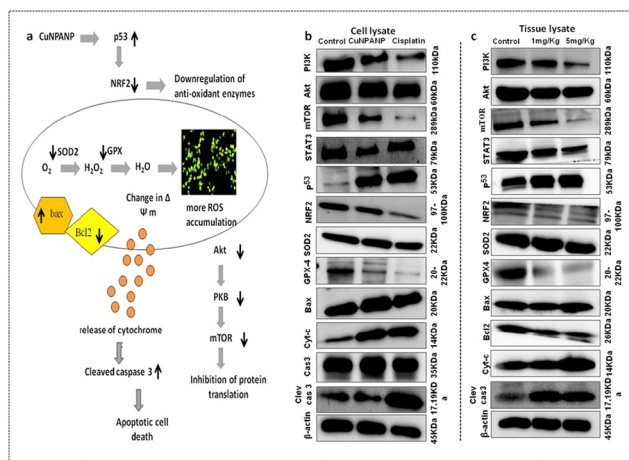 a
CuNPANP
p53
NRF2
Downregulation of
anti-oxidant enzymes
SOD2
GPX
O2
H2O2
H2O
more ROS
accumulation
Change in Δ
Ψ m
bax
Bcl2
release of cytochrome
Cleaved caspase 3
Apoptotic cell
death
Akt
PKB
mTOR
Inhibition of protein
translation
b
Cell lysate
Control CuNPANP Cisplatin
PI3K 110kDa
Akt 60kDa
mTOR 289kDa
STAT3 79kDa
p53 53KDa
NRF2 97-100KDa
SOD2 22KDa
GPX-4 20-22KDa
Bax 20KDa
Cyt-c 14KDa
Cas3 35KDa
Clev cas 3 17,19KDa
β-actin 45KDa
c
Tissue lysate
Control 1mg/Kg 5mg/Kg
PI3K 110kDa
Akt 60kDa
mTOR 289kDa
STAT3 79kDa
p53 53KDa
NRF2 97-100KDa
SOD2 22KDa
GPX4 20-22KDa
Bax 20KDa
Bcl2 26KDa
Cyt-c 14KDa
Clev cas3 17,19KDa
β-actin 45KDa